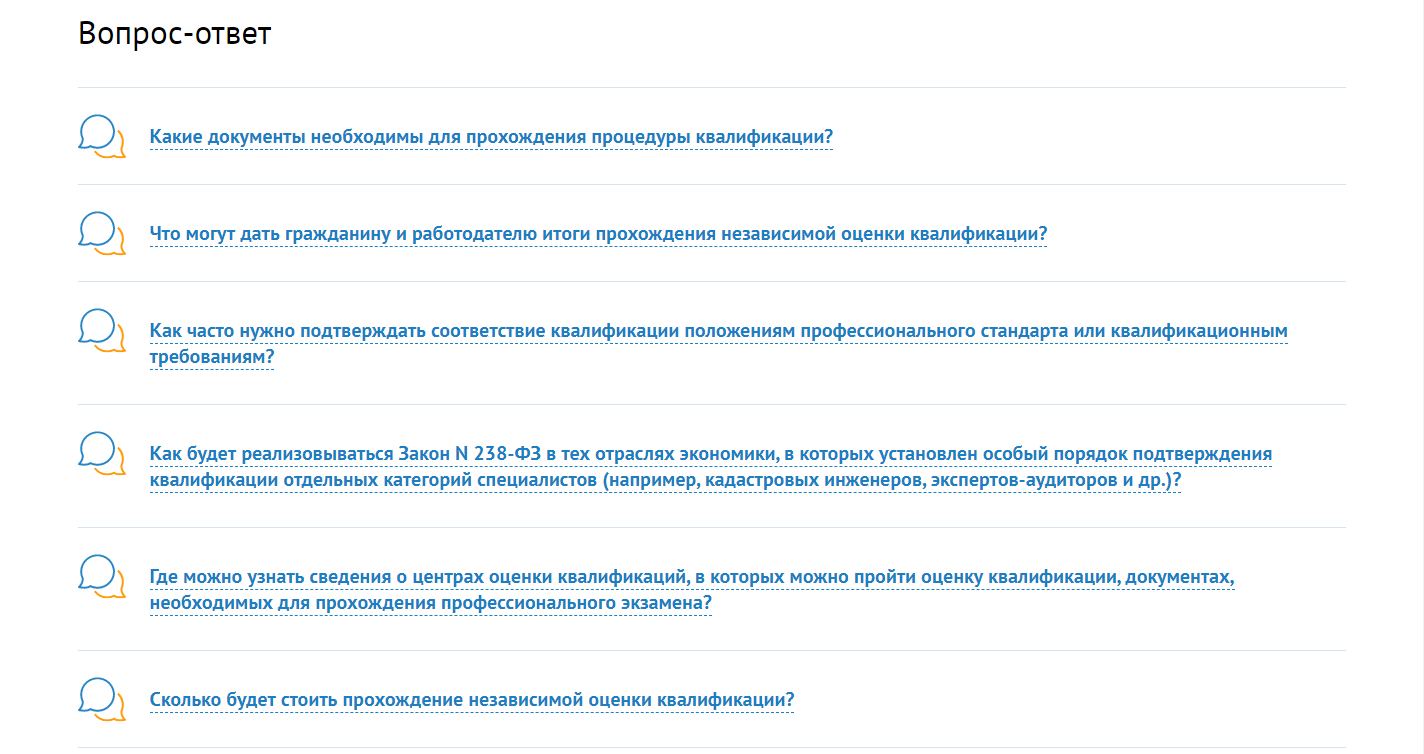 Вопрос-ответ
Какие документы необходимы для прохождения процедуры квалификации?
Что могут дать гражданину и работодателю итоги прохождения независимой оценки квалификации?
Как часто нужно подтверждать соответствие квалификации положениям профессионального стандарта или квалификационным
требованиям?
Как будет реализовываться Закон N 238-ФЗ в тех отраслях экономики, в которых установлен особый порядок подтверждения
квалификации отдельных категорий специалистов (например, кадастровых инженеров, экспертов-аудиторов и др.)?
Где можно узнать сведения о центрах оценки квалификаций, в которых можно пройти оценку квалификации, документах,
необходимых для прохождения профессионального экзамена?
Сколько будет стоить прохождение независимой оценки квалификации?